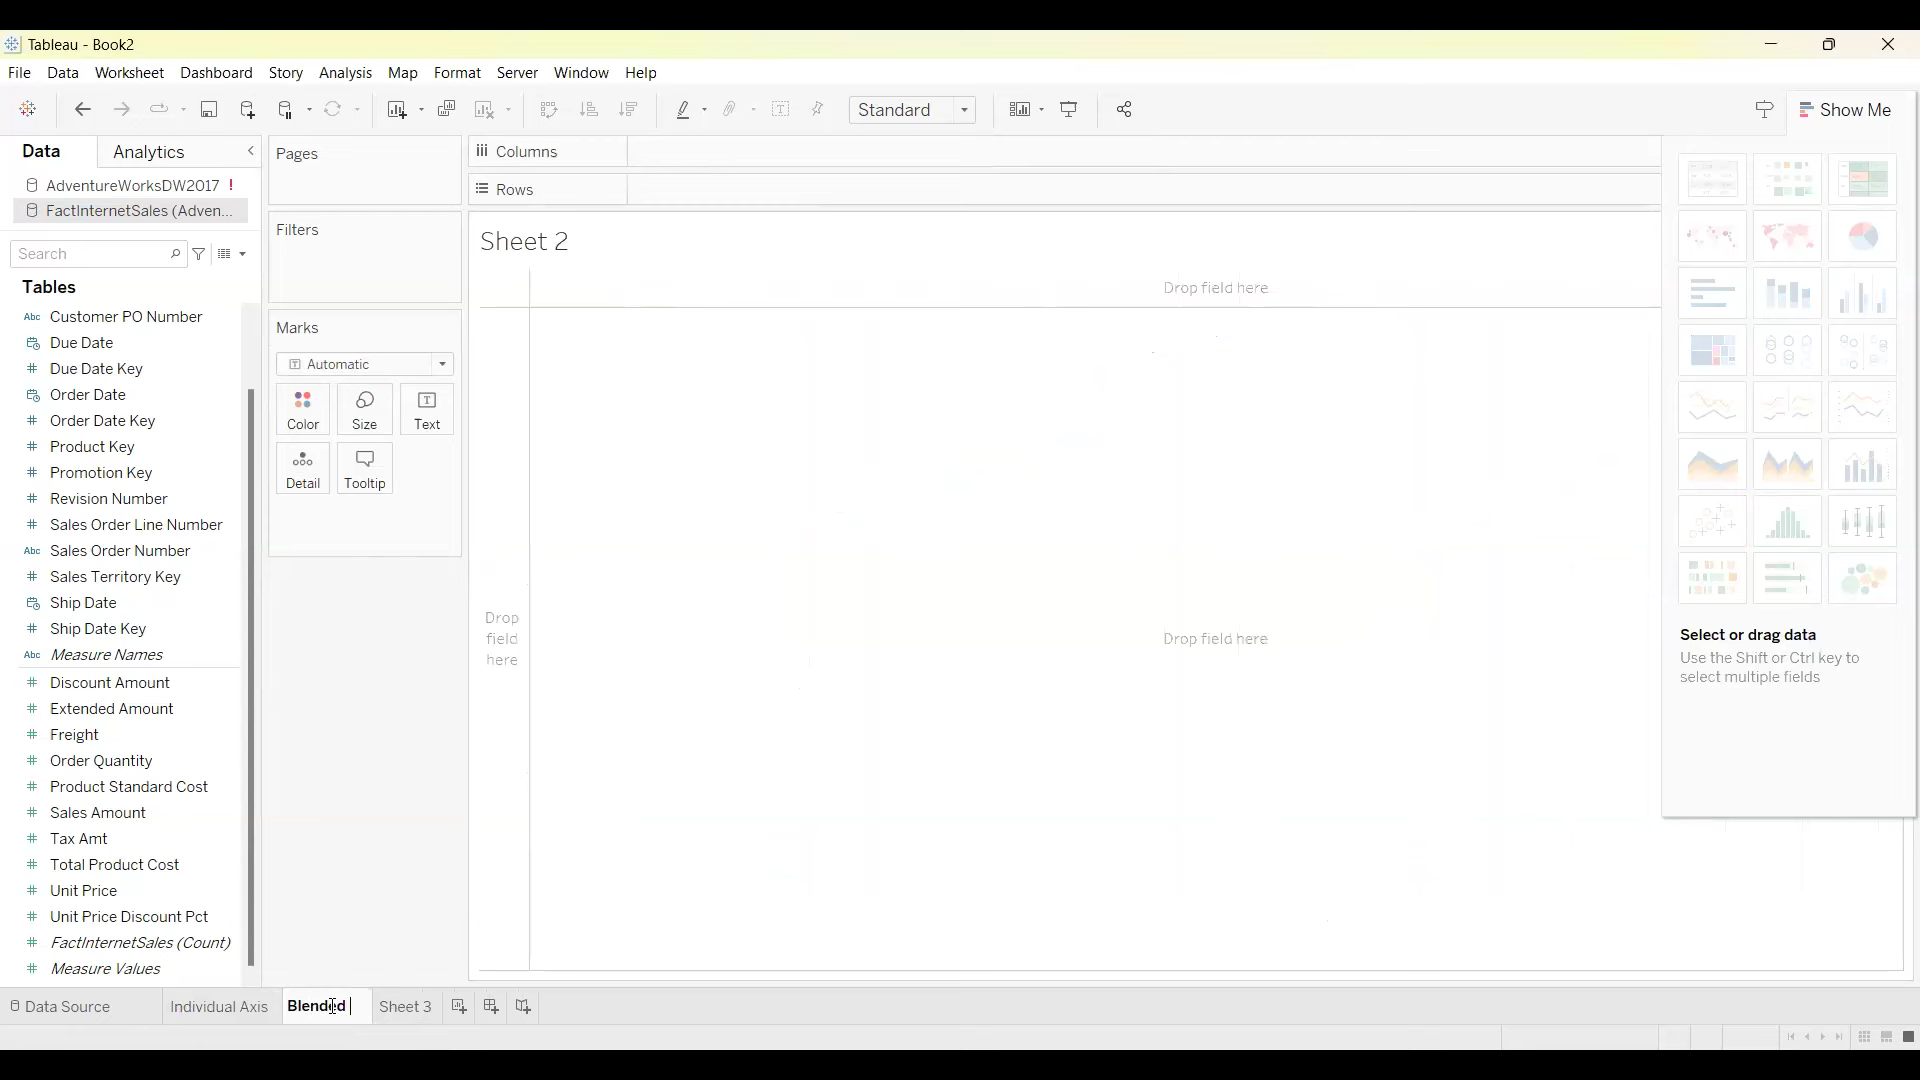 Tableau - Book2
File Data Worksheet Dashboard Story Analysis Map Format Server Window Help
Standard
Show Me
Data
Analytics
AdventureWorksDW2017 !
FactInternetSales (Adven...
Search
Tables
Abc Customer PO Number
Due Date
# Due Date Key
Order Date
# Order Date Key
# Product Key
# Promotion Key
# Revision Number
# Sales Order Line Number
Abc Sales Order Number
# Sales Territory Key
Ship Date
# Ship Date Key
Abc Measure Names
# Discount Amount
# Extended Amount
# Freight
# Order Quantity
# Product Standard Cost
# Sales Amount
# Tax Amt
# Total Product Cost
# Unit Price
# Unit Price Discount Pct
# FactInternetSales (Count)
# Measure Values
Pages
Filters
Marks
Automatic
Color
Size
Text
Detail
Tooltip
Columns
Rows
Sheet 2
Drop field here
Drop
field
here
Drop field here
Select or drag data
Use the Shift or Ctrl key to
select multiple fields
Data Source
Individual Axis
Blended
Sheet 3